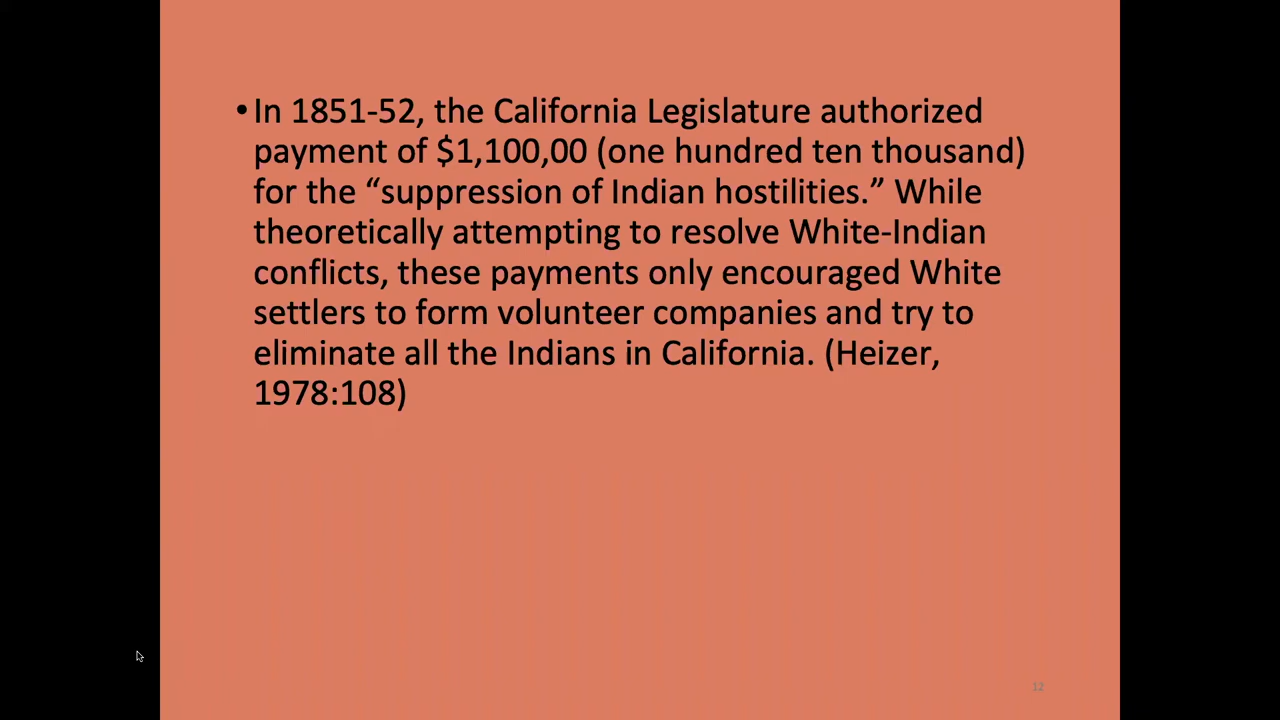 •In 1851-52, the California Legislature authorized
payment of $1,100,00 (one hundred ten thousand)
for the “suppression of Indian hostilities.” While
theoretically attempting to resolve White-Indian
conflicts, these payments only encouraged White
settlers to form volunteer companies and try to
eliminate all the Indians in California. (Heizer,
1978:108)
12